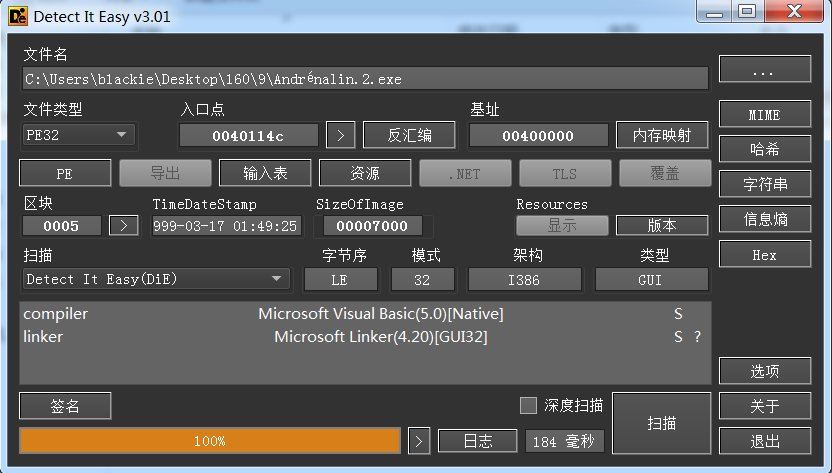 Detect It Easy v3.01
文件名
C:\Users\b1ackie\Desktop\160\9\Andrénalin.2.exe
...
文件类型 入口点 基址
PE32 0040114c > 反汇编 00400000 内存映射 MIME
PE 导出 输入表 资源 .NET TLS 覆盖 哈希
区块 TimeDateStamp SizeOfImage Resources 字符串
0005 > 999-03-17 01:49:25 00007000 显示 版本 信息熵
扫描 字节序 模式 架构 类型 Hex
Detect It Easy(DiE) LE 32 I386 GUI
compiler Microsoft Visual Basic(5.0)[Native] S
linker Microsoft Linker(4.20)[GUI32] S ?
选项
签名 深度扫描 扫描 关于
100% > 日志 184 毫秒 退出